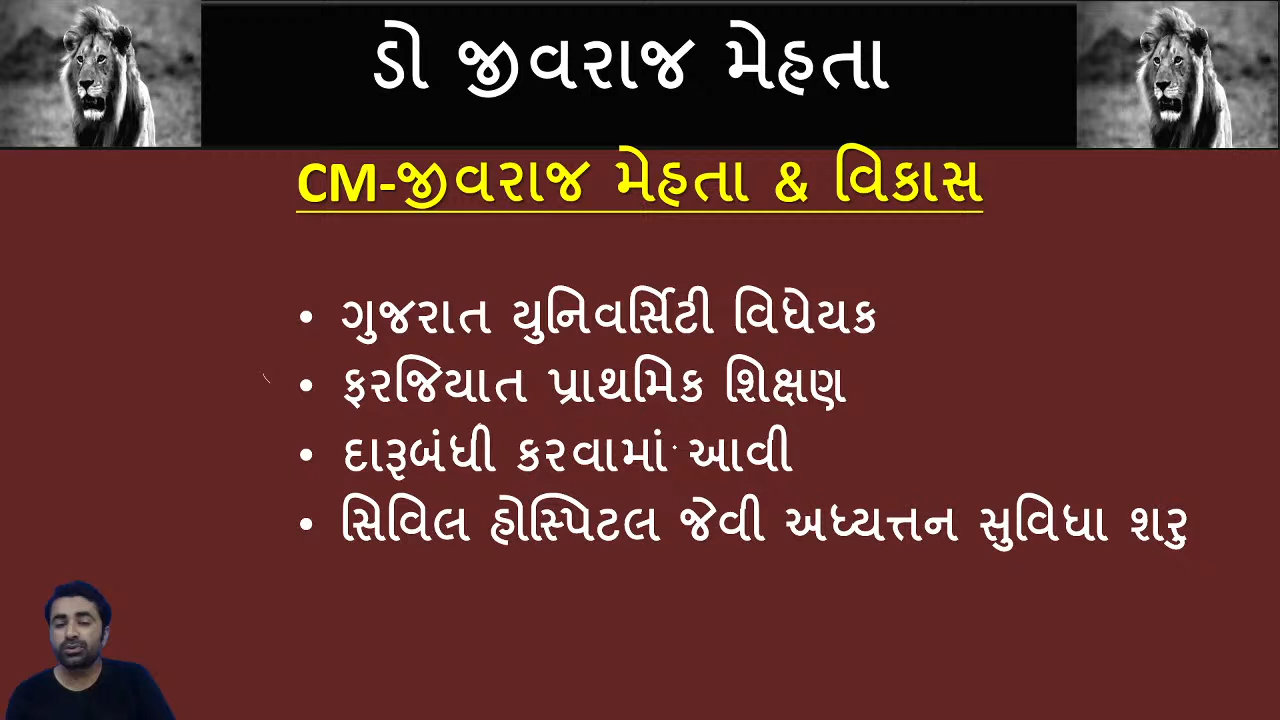 ડો જીવરાજ મેહતા
CM-જીવરાજ મેહતા & વિકાસ
• ગુજરાત યુનિવર્સિટી વિધેયક
• ફરજિયાત પ્રાથમિક શિક્ષણ
• દારૂબંધી કરવામાં આવી
• સિવિલ હોસ્પિટલ જેવી અધ્યત્તન સુવિધા શરુ